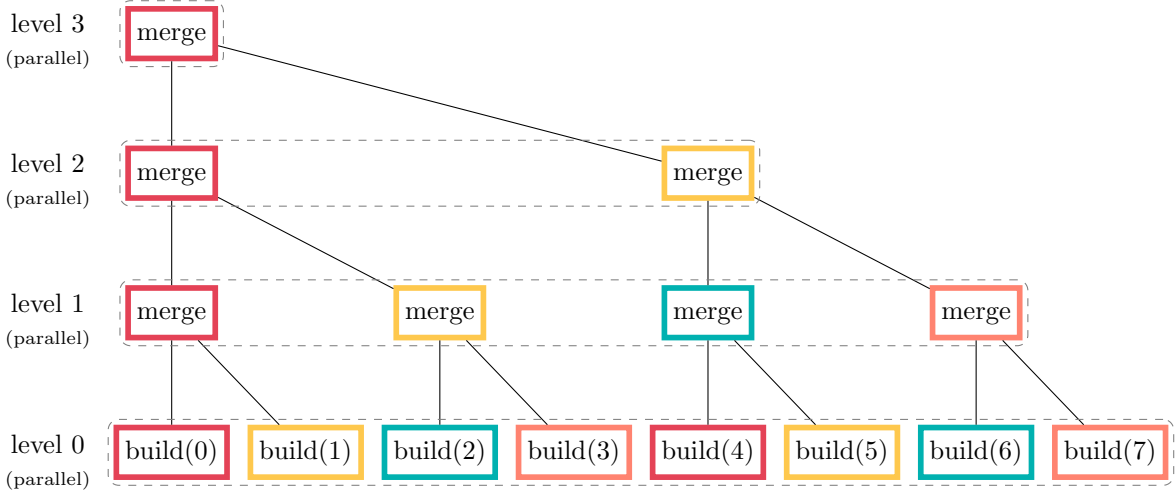 level 3
(parallel)
merge
level 2
(parallel)
merge merge
level 1
(parallel)
merge merge merge merge
level 0
(parallel)
build(0) build(1) build(2) build(3) build(4) build(5) build(6) build(7)